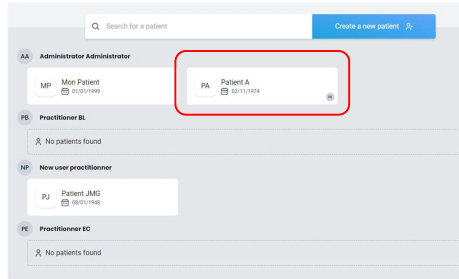 Search for a patient
Create a new patient
AA Administrator Administrator
MP Mon Patient
01/01/1999
PA Patient A
02/11/1974
PB Practitioner BL
No patients found
NP New user practitionner
PJ Patient JMG
08/01/1948
PE Practitionner EC
No patients found